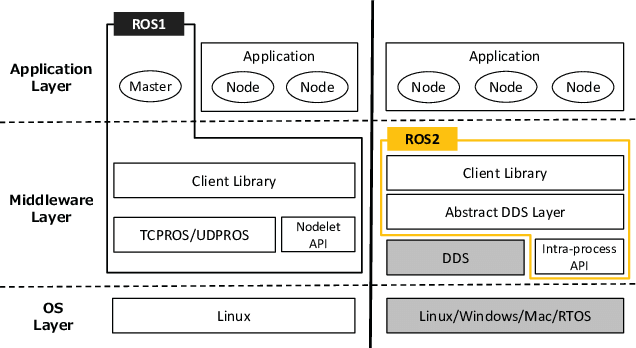 ROS1
Application
Layer
Master
Application
Node
Node
Application
Node
Node
Node
ROS2
Middleware
Layer
Client Library
TCPROS/UDPROS
Nodelet
API
Client Library
Abstract DDS Layer
DDS
Intra-process
API
OS
Layer
Linux
Linux/Windows/Mac/RTOS